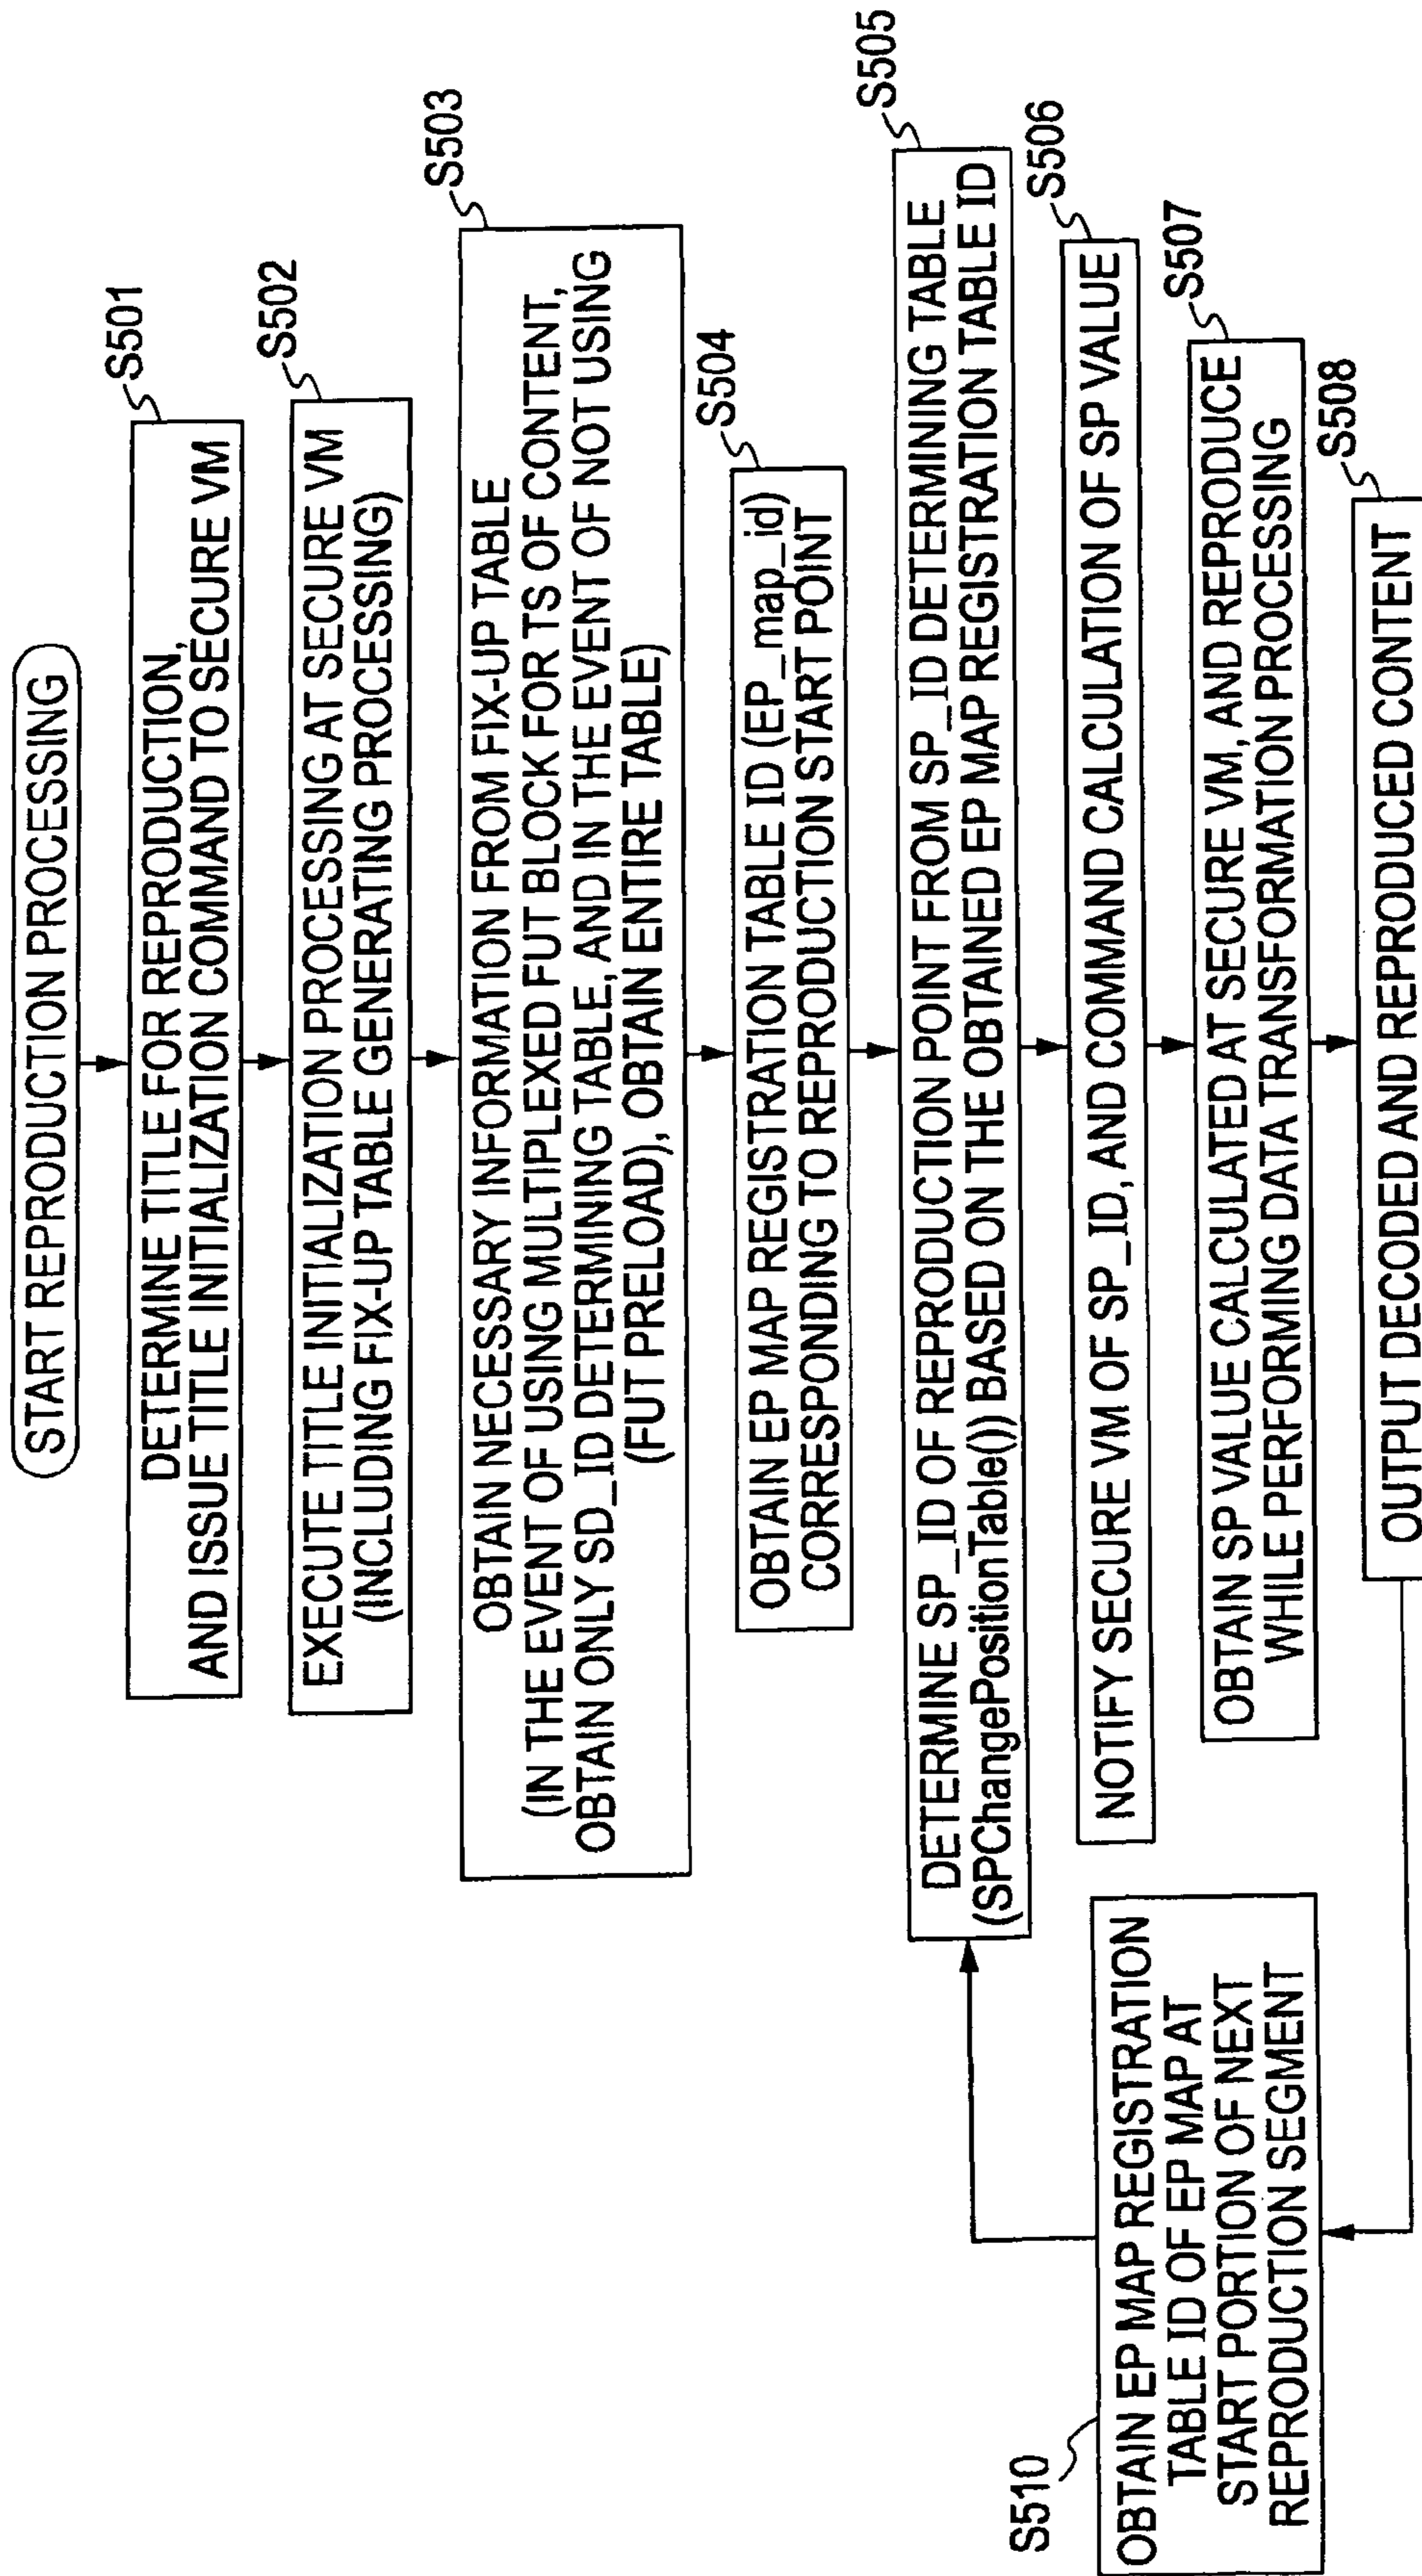 START REPRODUCTION PROCESSING
S501
DETERMINE TITLE FOR REPRODUCTION,
AND ISSUE TITLE INITIALIZATION COMMAND TO SECURE VM
S502
EXECUTE TITLE INITIALIZATION PROCESSING AT SECURE VM
(INCLUDING FIX-UP TABLE GENERATING PROCESSING)
S503
OBTAIN NECESSARY INFORMATION FROM FIX-UP TABLE
(IN THE EVENT OF USING MULTIPLEXED FUT BLOCK FOR TS OF CONTENT,
OBTAIN ONLY SD_ID DETERMINING TABLE, AND IN THE EVENT OF NOT USING
(FUT PRELOAD), OBTAIN ENTIRE TABLE)
S504
OBTAIN EP MAP REGISTRATION TABLE ID (EP_map_id)
CORRESPONDING TO REPRODUCTION START POINT
S505
DETERMINE SP_ID OF REPRODUCTION POINT FROM SP_ID DETERMINING TABLE
(SPChangePositionTable()) BASED ON THE OBTAINED EP MAP REGISTRATION TABLE ID
S506
NOTIFY SECURE VM OF SP_ID, AND COMMAND CALCULATION OF SP VALUE
S507
OBTAIN SP VALUE CALCULATED AT SECURE VM, AND REPRODUCE
WHILE PERFORMING DATA TRANSFORMATION PROCESSING
S508
OUTPUT DECODED AND REPRODUCED CONTENT
S510
OBTAIN EP MAP REGISTRATION
TABLE ID OF EP MAP AT
START PORTION OF NEXT
REPRODUCTION SEGMENT